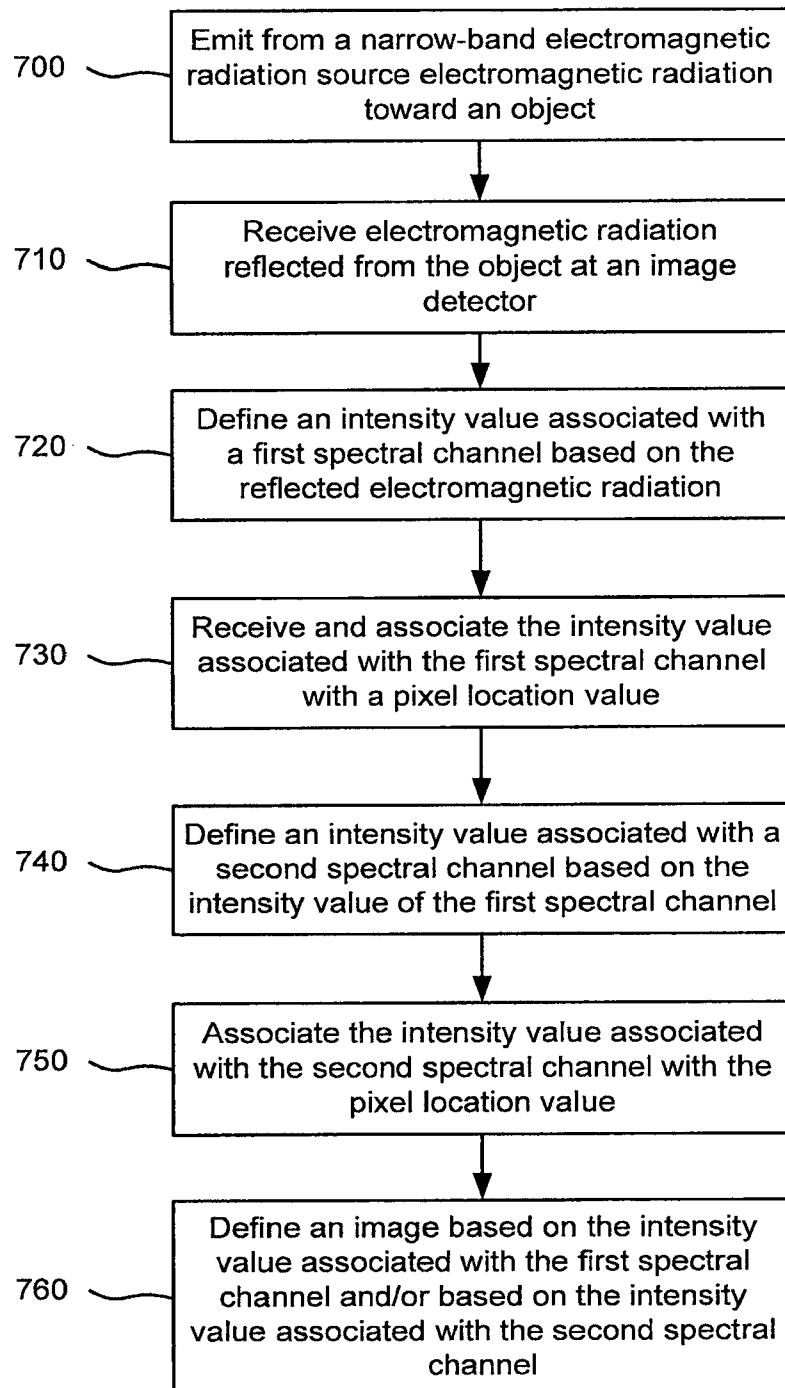 700
Emit from a narrow-band electromagnetic
radiation source electromagnetic radiation
toward an object
710
Receive electromagnetic radiation
reflected from the object at an image
detector
720
Define an intensity value associated with
a first spectral channel based on the
reflected electromagnetic radiation
730
Receive and associate the intensity value
associated with the first spectral channel
with a pixel location value
740
Define an intensity value associated with a
second spectral channel based on the
intensity value of the first spectral channel
750
Associate the intensity value associated
with the second spectral channel with the
pixel location value
760
Define an image based on the intensity
value associated with the first spectral
channel and/or based on the intensity
value associated with the second spectral
channel